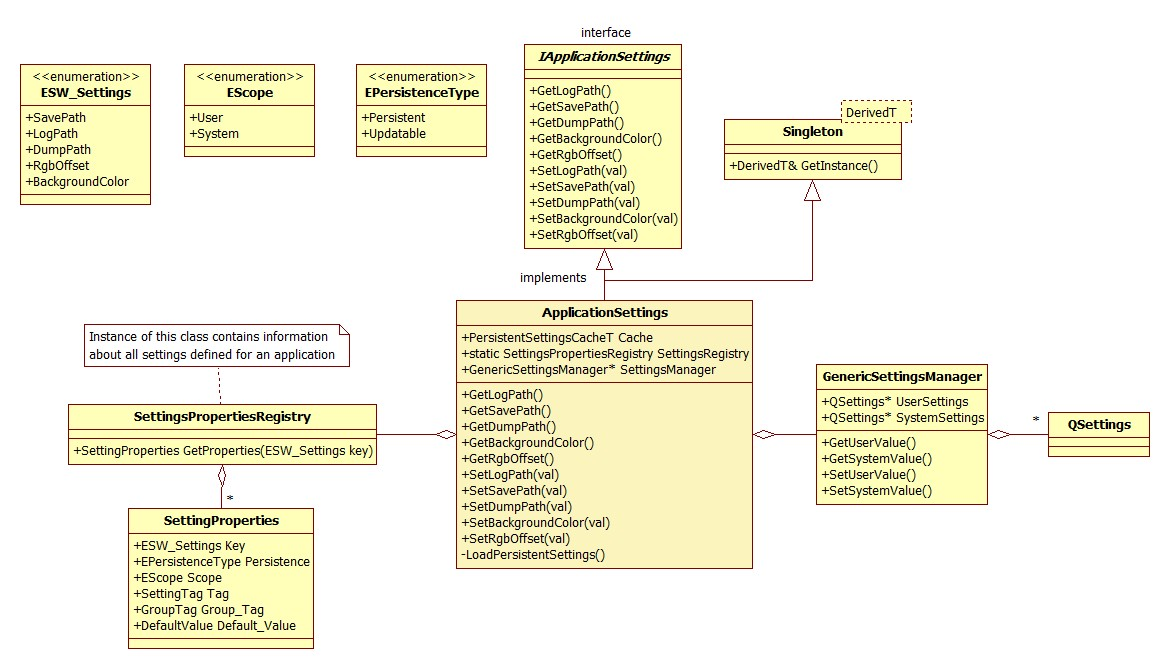 interface
IApplicationSettings
+GetLogPath()
+GetSavePath()
+GetDumpPath()
+GetBackgroundColor()
+GetRgbOffset()
+SetLogPath(val)
+SetSavePath(val)
+SetDumpPath(val)
+SetBackgroundColor(val)
+SetRgbOffset(val)
<<enumeration>>
ESW_Settings
+SavePath
+LogPath
+DumpPath
+RgbOffset
+BackgroundColor
<<enumeration>>
EScope
+User
+System
<<enumeration>>
EPersistenceType
+Persistent
+Updatable
DerivedT
Singleton
+DerivedT& GetInstance()
implements
ApplicationSettings
+PersistentSettingsCacheT Cache
+static SettingsPropertiesRegistry SettingsRegistry
+GenericSettingsManager* SettingsManager
+GetLogPath()
+GetSavePath()
+GetDumpPath()
+GetBackgroundColor()
+GetRgbOffset()
+SetLogPath(val)
+SetSavePath(val)
+SetDumpPath(val)
+SetBackgroundColor(val)
+SetRgbOffset(val)
-LoadPersistentSettings()
Instance of this class contains information
about all settings defined for an application
SettingsPropertiesRegistry
+SettingProperties GetProperties(ESW_Settings key)
*
SettingProperties
+ESW_Settings Key
+EPersistenceType Persistence
+EScope Scope
+SettingTag Tag
+GroupTag Group_Tag
+DefaultValue Default_Value
GenericSettingsManager
+QSettings* UserSettings
+QSettings* SystemSettings
+GetUserValue()
+GetSystemValue()
+SetUserValue()
+SetSystemValue()
*
QSettings